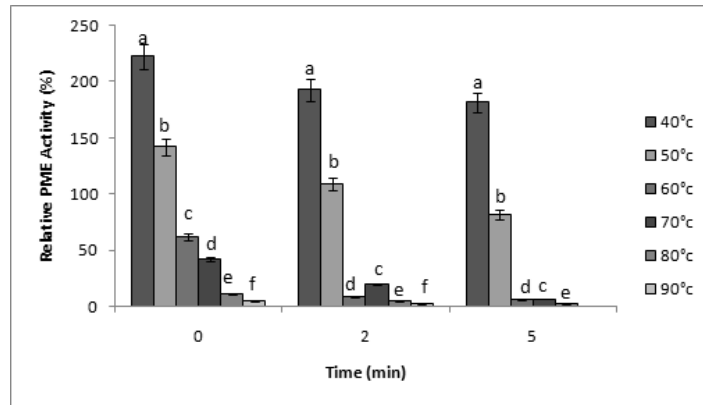 250
200
150
100
50
0
Relative PME Activity (%)
a
b
c
d
e
f
a
b
d
c
e
f
a
b
d
c
e
0
2
5
Time (min)
40°c
50°c
60°c
70°c
80°c
90°c